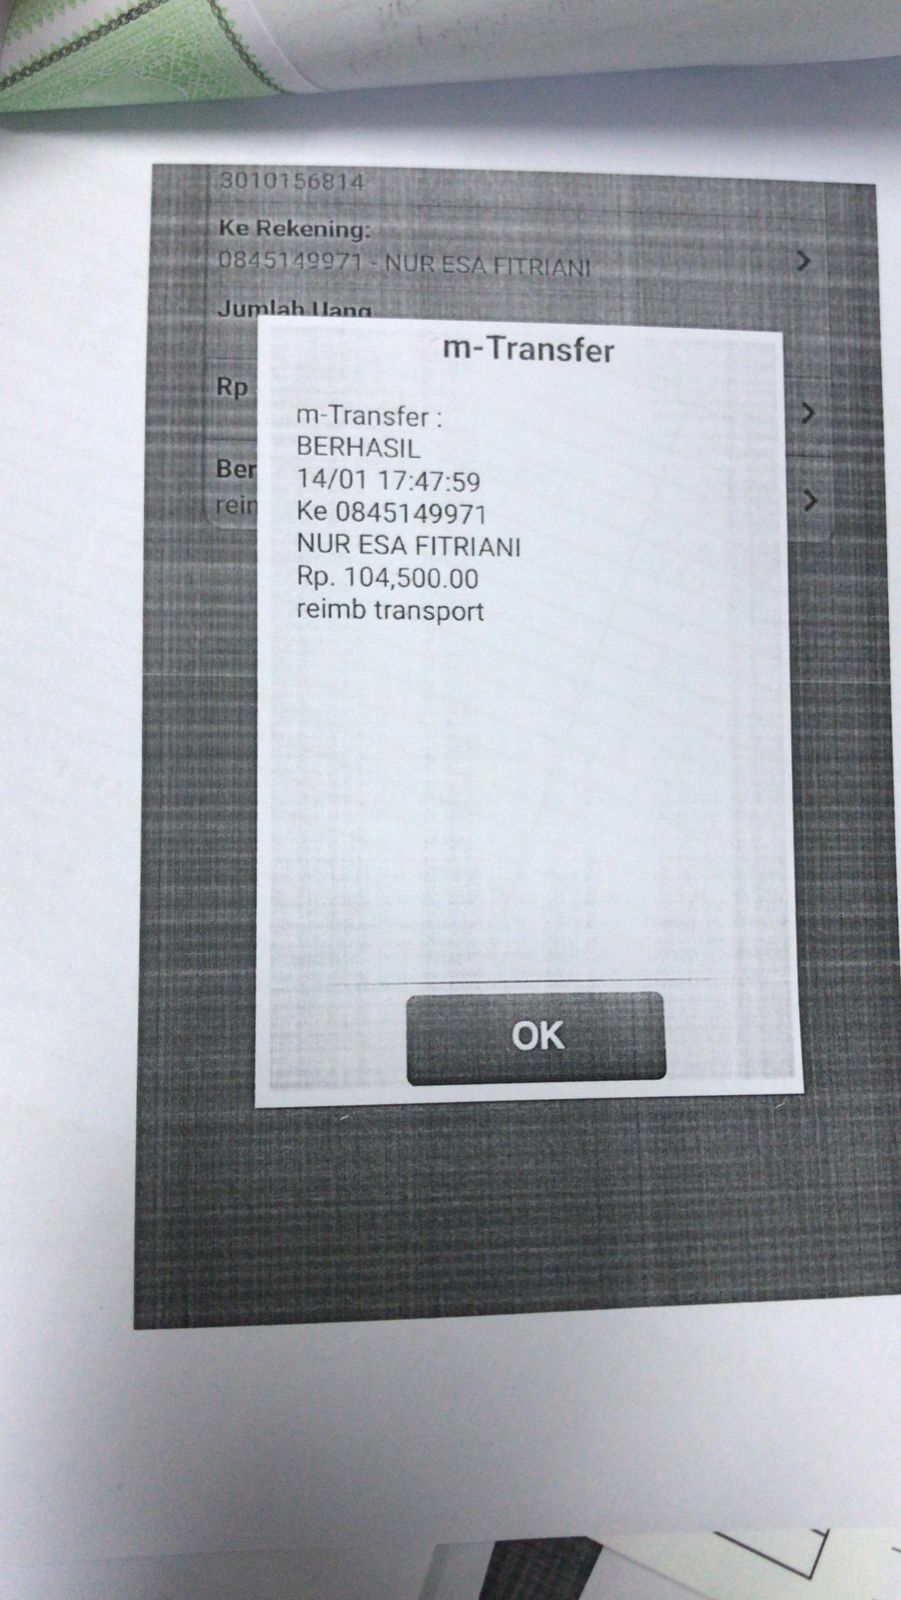 3010156814
Ke Rekening:
0845149971 - NUR ESA FITRIANI
Jumlah Uang
m-Transfer
Rp
m-Transfer :
BERHASIL
Ber
14/01 17:47:59
rein
Ke 0845149971
NUR ESA FITRIANI
Rp. 104,500.00
reimb transport
OK